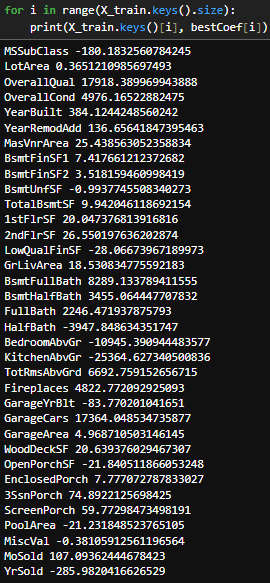 for i in range(X_train.keys().size):
    print(X_train.keys()[i], bestCoef[i])
MSSubClass -180.1832560784245
LotArea 0.3651210985697493
OverallQual 17918.389969943888
OverallCond 4976.16522882475
YearBuilt 384.1244248560242
YearRemodAdd 136.65641847395463
MasVnrArea 25.438563052358834
BsmtFinSF1 7.417661212372682
BsmtFinSF2 3.518159460998419
BsmtUnfSF -0.9937745508340273
TotalBsmtSF 9.942046118692154
1stFlrSF 20.047376813916816
2ndFlrSF 26.550197636202874
LowQualFinSF -28.06673967189973
GrLivArea 18.530834775592183
BsmtFullBath 8289.133789411555
BsmtHalfBath 3455.064447707832
FullBath 2246.471937875793
HalfBath -3947.848634351747
BedroomAbvGr -10945.390944483577
KitchenAbvGr -25364.627340500836
TotRmsAbvGrd 6692.759152656715
Fireplaces 4822.772092925093
GarageYrBlt -83.770201041651
GarageCars 17364.048534735877
GarageArea 4.968710503146145
WoodDeckSF 20.639376029467307
OpenPorchSF -21.840511866053248
EnclosedPorch 7.777072787833027
3SsnPorch 74.8922125698425
ScreenPorch 59.77298473498191
PoolArea -21.231848523765105
MiscVal -0.38105912561196564
MoSold 107.09362444678423
YrSold -285.9820416626529